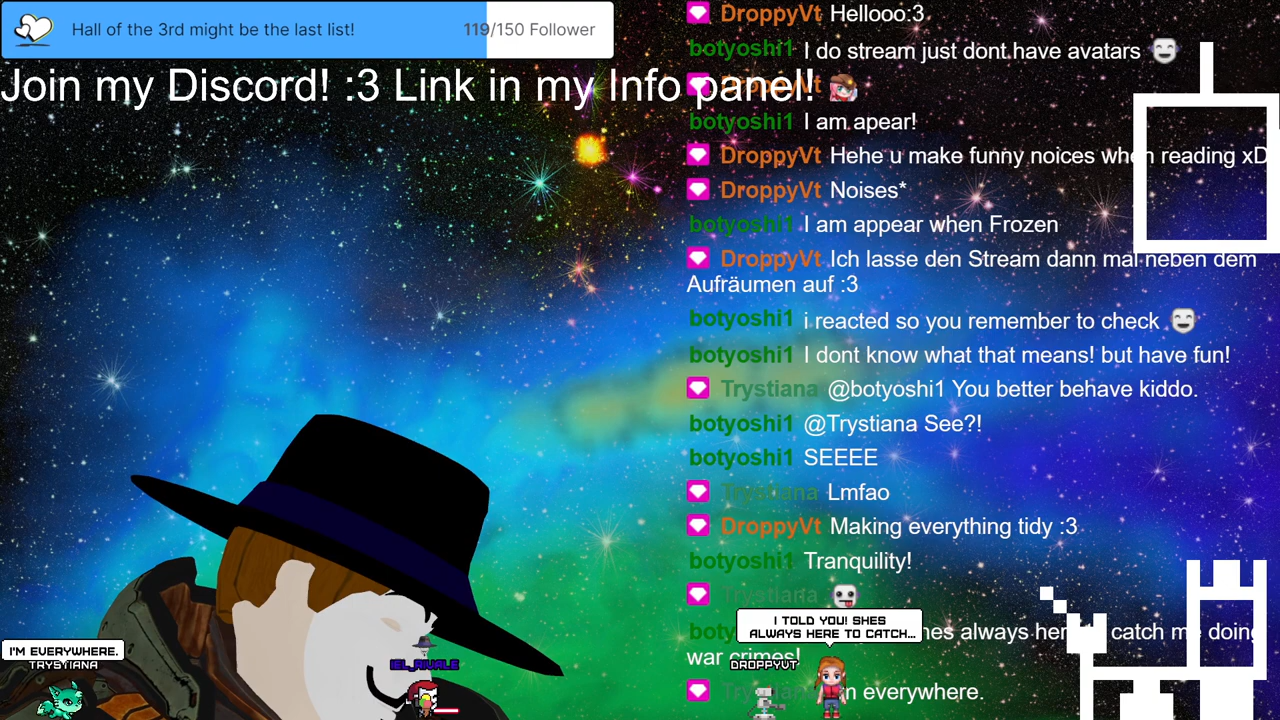 Hall of the 3rd might be the last list!
119/150 Follower
Join my Discord! :3 Link in my Info panel!
DroppyVt Hellooo:3
botyoshi1 I do stream just dont have avatars
DroppyVt
botyoshi1 I am apear!
DroppyVt Hehe u make funny noices when reading xD
DroppyVt Noises*
botyoshi1 I am appear when Frozen
DroppyVt Ich lasse den Stream dann mal neben dem
Aufräumen auf :3
botyoshi1 i reacted so you remember to check
botyoshi1 I dont know what that means! but have fun!
Trystiana @botyoshi1 You better behave kiddo.
botyoshi1 @Trystiana See?!
botyoshi1 SEEEE
Trystiana Lmfao
DroppyVt Making everything tidy :3
botyoshi1 Tranquility!
Trystiana
I TOLD YOU! SHES
ALWAYS HERE TO CATCH...
always catch me doing
war crimes!
DROPPYVT
everywhere.
I'M EVERYWHERE.
TRYSTIANA